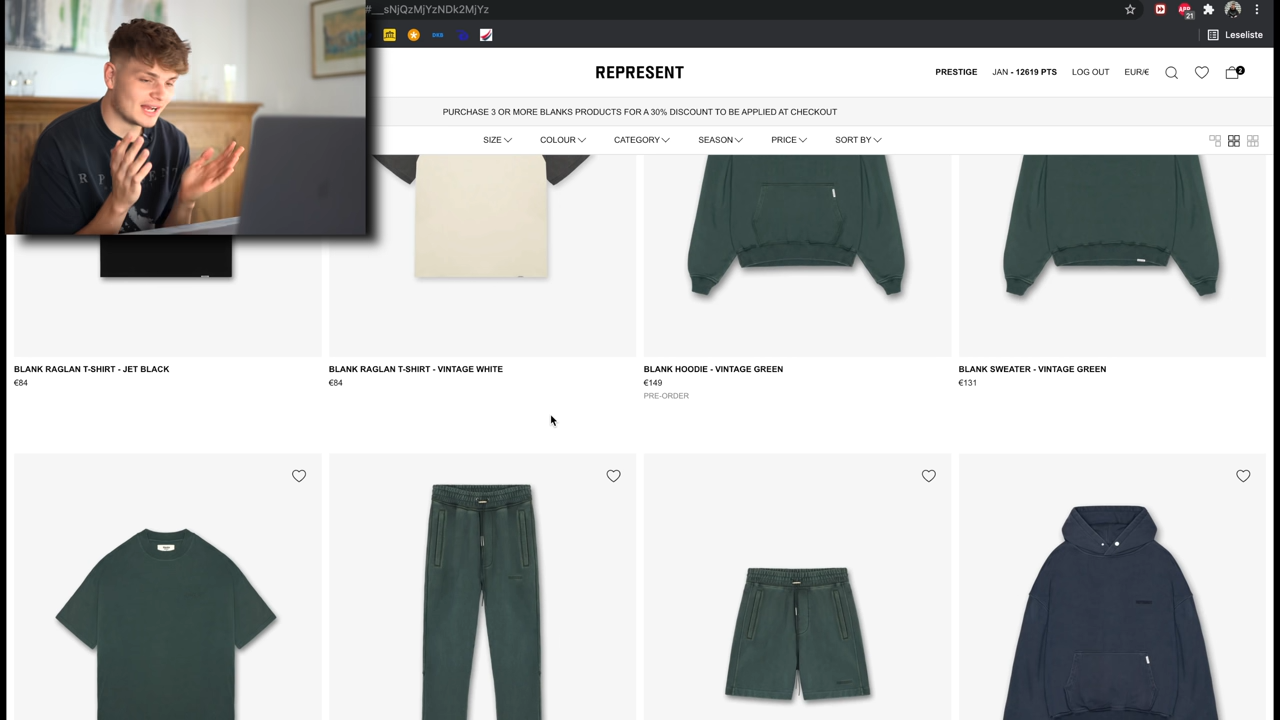 #__sNjQzMjYzNDk2MjYz
Leseliste
REPRESENT
PRESTIGE
JAN - 12619 PTS
LOG OUT
EUR/€
2
PURCHASE 3 OR MORE BLANKS PRODUCTS FOR A 30% DISCOUNT TO BE APPLIED AT CHECKOUT
SIZE
COLOUR
CATEGORY
SEASON
PRICE
SORT BY
BLANK RAGLAN T-SHIRT - JET BLACK
€84
BLANK RAGLAN T-SHIRT - VINTAGE WHITE
€84
BLANK HOODIE - VINTAGE GREEN
€149
PRE-ORDER
BLANK SWEATER - VINTAGE GREEN
€131